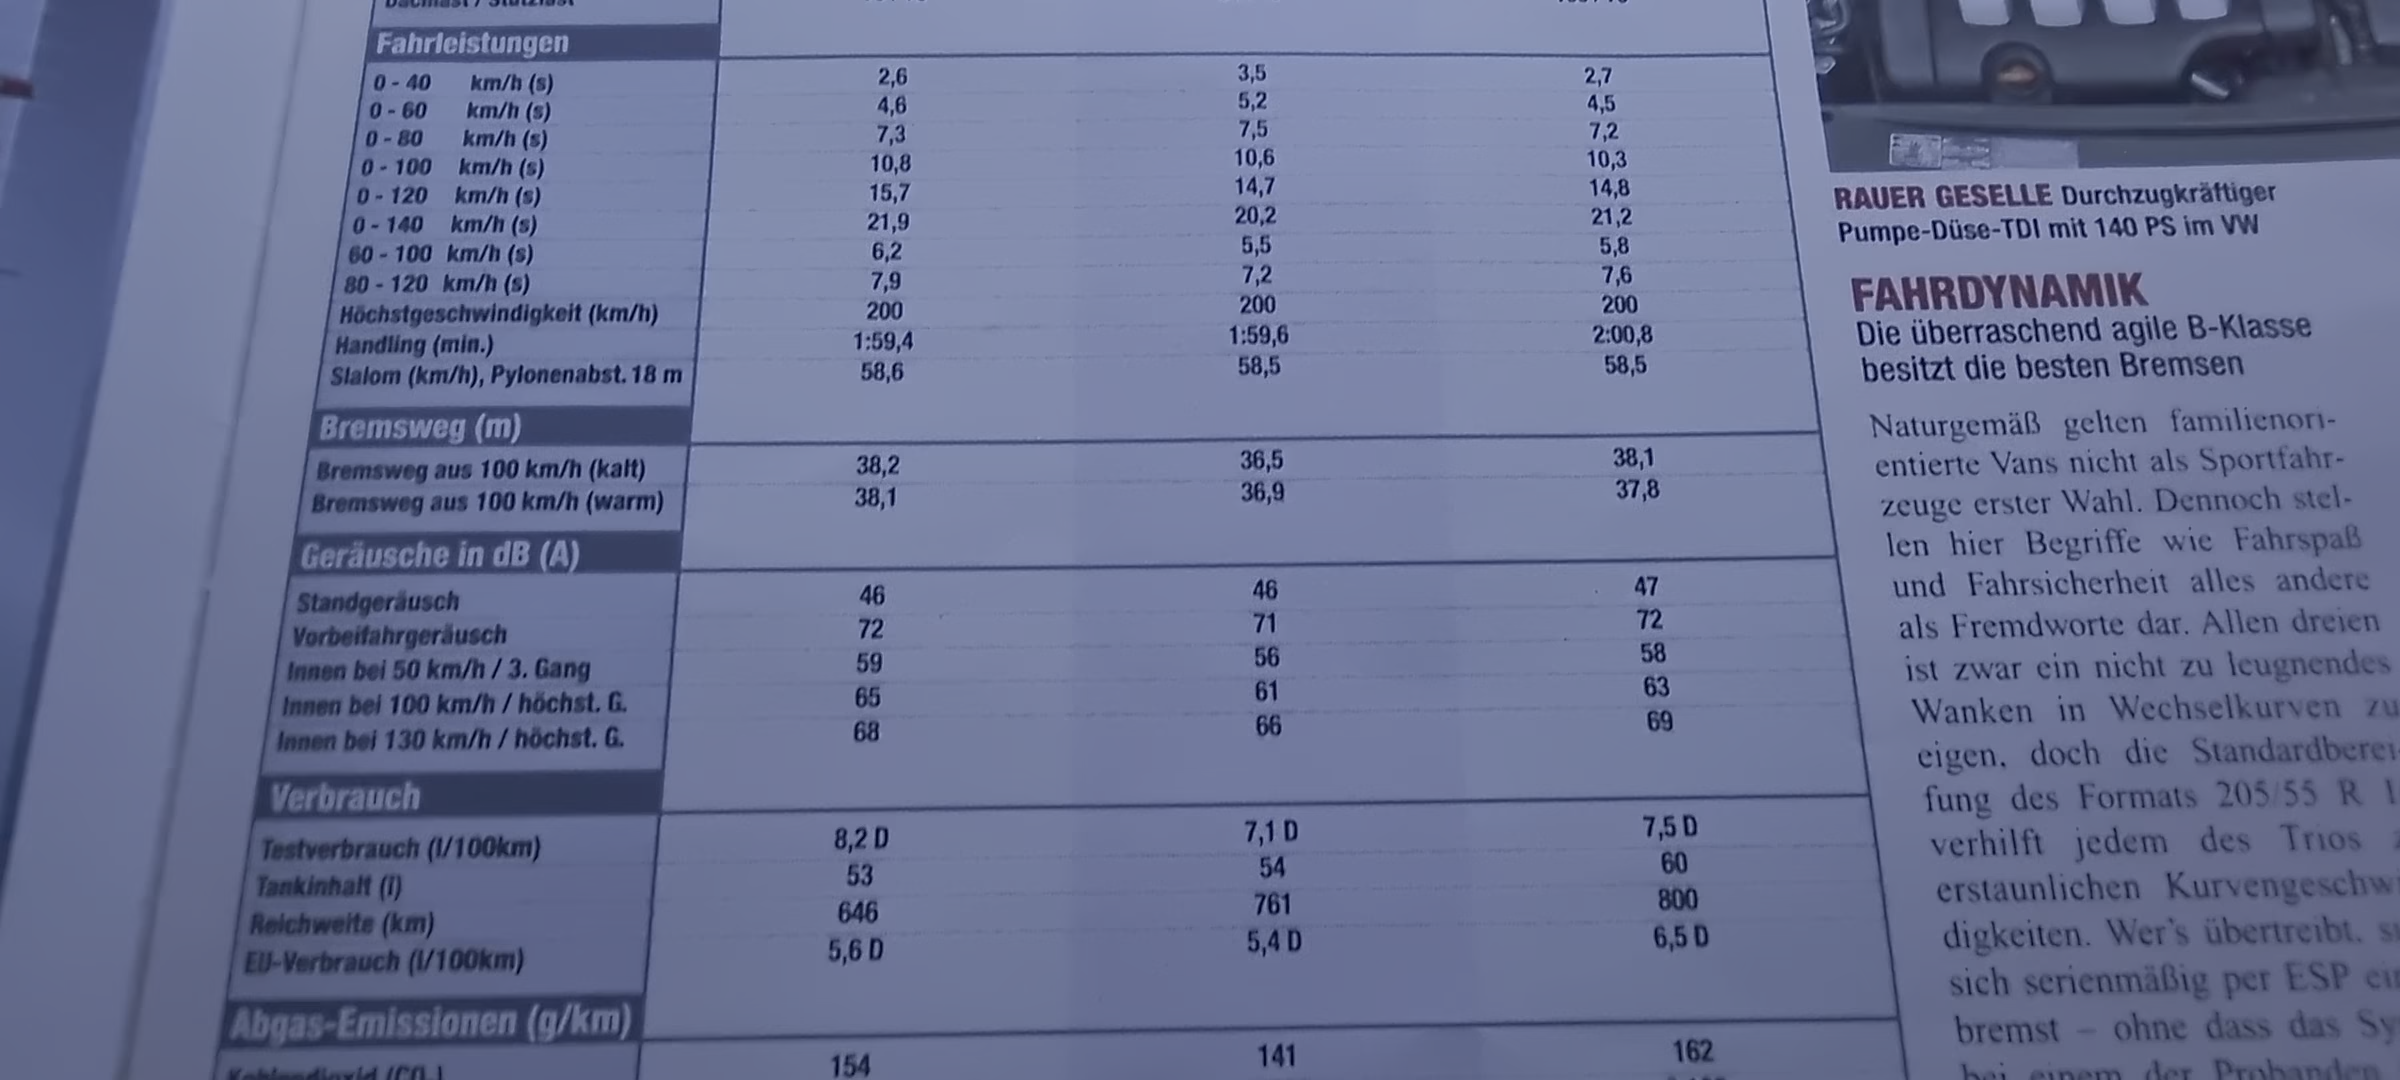 Dachlast / Stützlast
Fahrleistungen
0 - 40 km/h (s) 2,6 3,5 2,7
0 - 60 km/h (s) 4,6 5,2 4,5
0 - 80 km/h (s) 7,3 7,5 7,2
0 - 100 km/h (s) 10,8 10,6 10,3
0 - 120 km/h (s) 15,7 14,7 14,8
0 - 140 km/h (s) 21,9 20,2 21,2
60 - 100 km/h (s) 6,2 5,5 5,8
80 - 120 km/h (s) 7,9 7,2 7,6
Höchstgeschwindigkeit (km/h) 200 200 200
Handling (min.) 1:59,4 1:59,6 2:00,8
Slalom (km/h), Pylonenabst. 18 m 58,6 58,5 58,5
Bremsweg (m)
Bremsweg aus 100 km/h (kalt) 38,2 36,5 38,1
Bremsweg aus 100 km/h (warm) 38,1 36,9 37,8
Geräusche in dB (A)
Standgeräusch 46 46 47
Vorbeifahrgeräusch 72 71 72
Innen bei 50 km/h / 3. Gang 59 56 58
Innen bei 100 km/h / höchst. G. 65 61 63
Innen bei 130 km/h / höchst. G. 68 66 69
Verbrauch
Testverbrauch (l/100km) 8,2 D 7,1 D 7,5 D
Tankinhalt (l) 53 54 60
Reichweite (km) 646 761 800
EU-Verbrauch (l/100km) 5,6 D 5,4 D 6,5 D
Abgas-Emissionen (g/km)
Kohlendioxid (CO₂) 154 141 162
RAUER GESELLE Durchzugkräftiger
Pumpe-Düse-TDI mit 140 PS im VW
FAHRDYNAMIK
Die überraschend agile B-Klasse
besitzt die besten Bremsen
Naturgemäß gelten familienori-
entierte Vans nicht als Sportfahr-
zeuge erster Wahl. Dennoch stel-
len hier Begriffe wie Fahrspaß
und Fahrsicherheit alles andere
als Fremdworte dar. Allen dreien
ist zwar ein nicht zu leugnendes
Wanken in Wechselkurven zu
eigen, doch die Standardberei-
fung des Formats 205/55 R
verhilft jedem des Trios
erstaunlichen Kurvengeschw
digkeiten. Wer's übertreibt,
sich serienmäßig per ESP
bremst – ohne dass das Sy
bei einem der Probanden